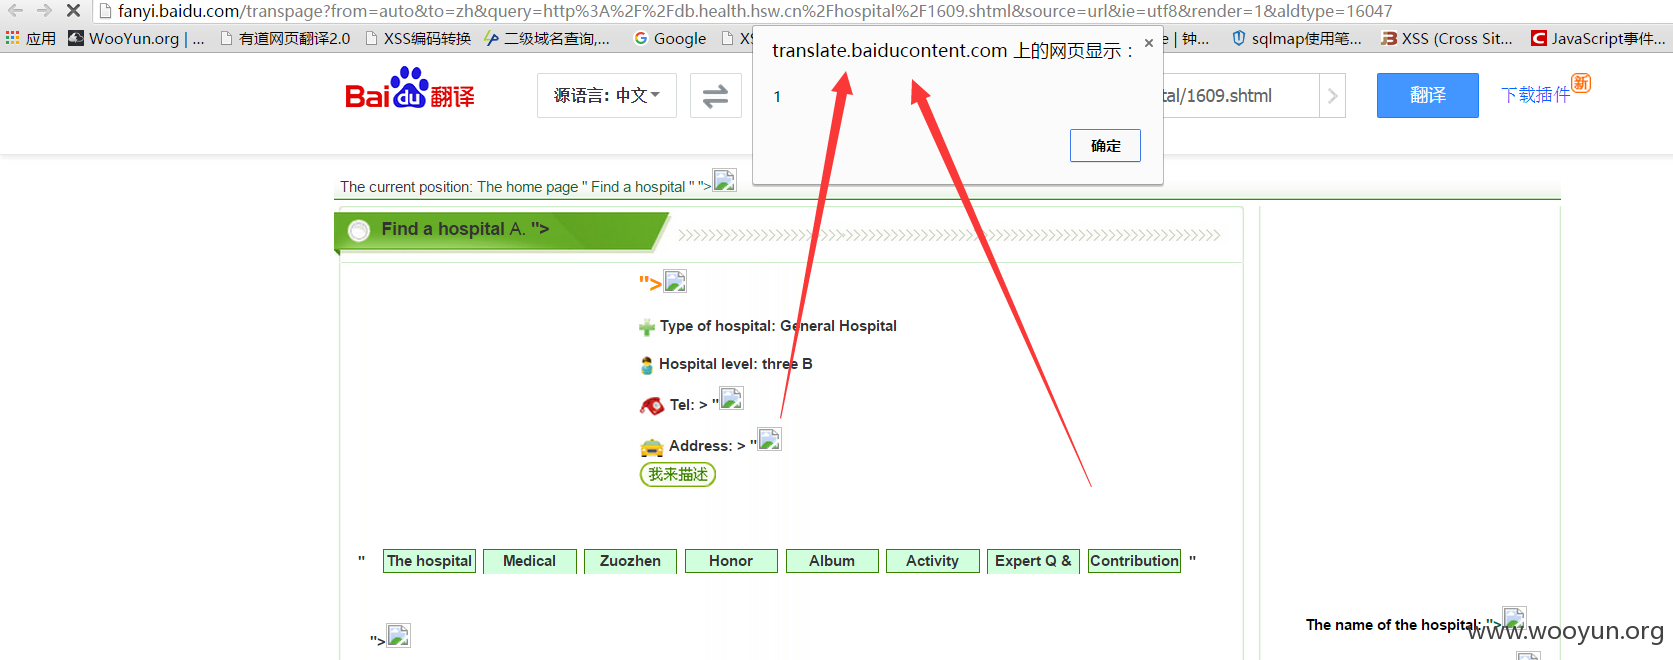 fanyi.baidu.com/transpage?from=auto&to=zh&query=http%3A%2F%2Fdb.health.hsw.cn%2Fhospital%2F1609.shtml&source=url&ie=utf8&render=1&aldtype=16047
应用 WooYun.org | ... 有道网页翻译2.0 XSS编码转换 二级域名查询,... Google XS e | 钟... sqlmap使用笔... XSS (Cross Sit... JavaScript事件...
translate.baiducontent.com 上的网页显示：
1
确定
Bai du 翻译 源语言: 中文 tal/1609.shtml 翻译 下载插件 新
The current position: The home page " Find a hospital " ">
Find a hospital A. ">
">
Type of hospital: General Hospital
Hospital level: three B
Tel: > "
Address: > "
我来描述
" The hospital Medical Zuozhen Honor Album Activity Expert Q & Contribution "
">
The name of the hospital: ">
www.wooyun.org